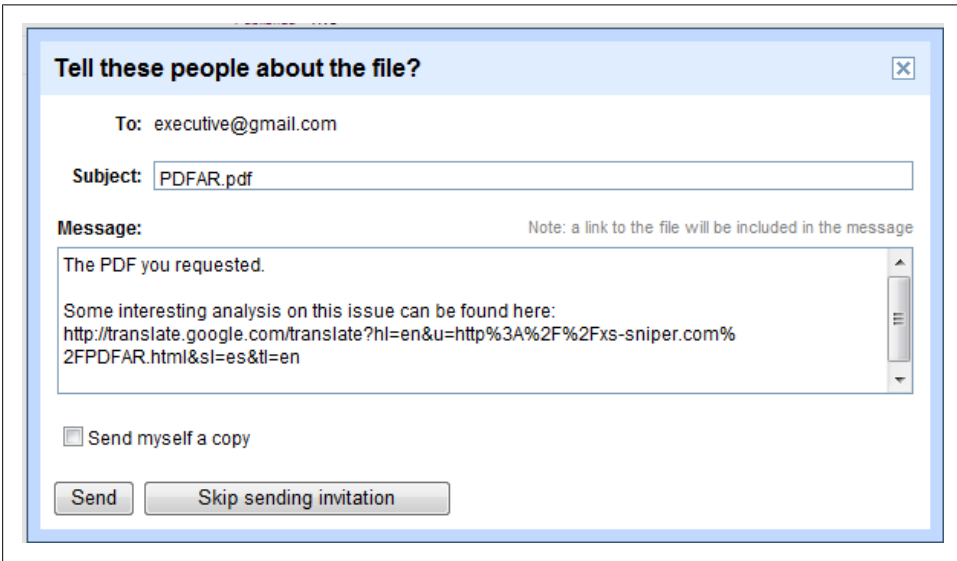 Tell these people about the file?
To: executive@gmail.com
Subject: PDFAR.pdf
Message: Note: a link to the file will be included in the message
The PDF you requested.
Some interesting analysis on this issue can be found here:
http://translate.google.com/translate?hl=en&u=http%3A%2F%2Fxs-sniper.com%
2FPDFAR.html&sl=es&tl=en
Send myself a copy
Send Skip sending invitation